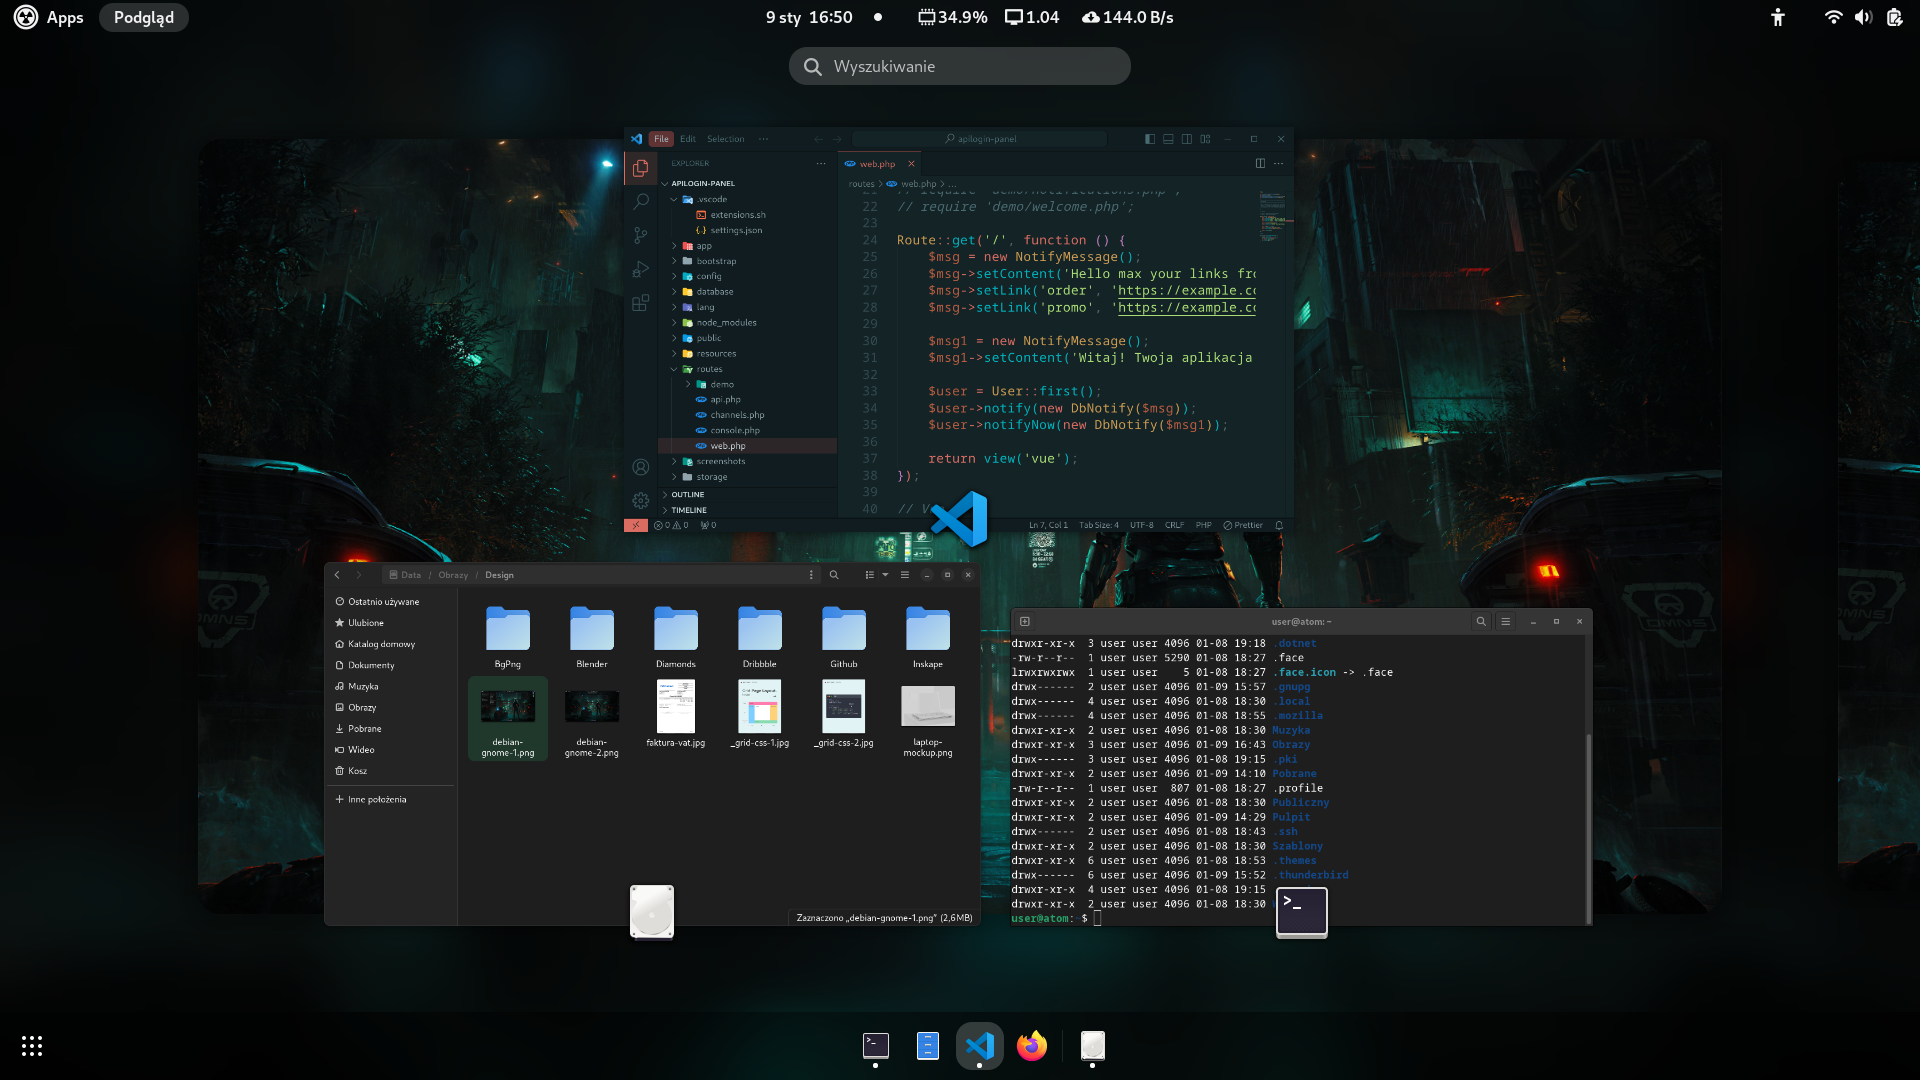 Apps Podgląd 9 sty 16:50 34.9% 1.04 144.0 B/s
Wyszukiwanie
File Edit Selection ··· apilogin-panel
EXPLORER ···
APILOGIN-PANEL
.vscode
extensions.sh
settings.json
app
bootstrap
config
database
lang
node_modules
public
resources
routes
demo
api.php
channels.php
console.php
web.php
screenshots
storage
OUTLINE
TIMELINE
web.php
routes > web.php > ...
22 // require 'demo/welcome.php';
23
24 Route::get('/', function () {
25 $msg = new NotifyMessage();
26 $msg->setContent('Hello max your links fro
27 $msg->setLink('order', 'https://example.co
28 $msg->setLink('promo', 'https://example.co
29
30 $msg1 = new NotifyMessage();
31 $msg1->setContent('Witaj! Twoja aplikacja
32
33 $user = User::first();
34 $user->notify(new DbNotify($msg));
35 $user->notifyNow(new DbNotify($msg1));
36
37 return view('vue');
38 });
39
40 // V
0 0 0 Ln 7, Col 1 Tab Size: 4 UTF-8 CRLF PHP Prettier
Data / Obrazy / Design
Ostatnio używane
Ulubione
Katalog domowy
Dokumenty
Muzyka
Obrazy
Pobrane
Wideo
Kosz
Inne położenia
BgPng Blender Diamonds Dribbble Github Inskape
debian-gnome-1.png debian-gnome-2.png faktura-vat.jpg _grid-css-1.jpg _grid-css-2.jpg laptop-mockup.png
Zaznaczono „debian-gnome-1.png” (2,6MB)
user@atom: ~
drwxr-xr-x 3 user user 4096 01-08 19:18 .dotnet
-rw-r--r-- 1 user user 5290 01-08 18:27 .face
lrwxrwxrwx 1 user user 5 01-08 18:27 .face.icon -> .face
drwx------ 2 user user 4096 01-09 15:57 .gnupg
drwx------ 4 user user 4096 01-08 18:30 .local
drwx------ 4 user user 4096 01-08 18:55 .mozilla
drwxr-xr-x 2 user user 4096 01-08 18:30 Muzyka
drwxr-xr-x 3 user user 4096 01-09 16:43 Obrazy
drwx------ 3 user user 4096 01-08 19:15 .pki
drwxr-xr-x 2 user user 4096 01-09 14:10 Pobrane
-rw-r--r-- 1 user user 807 01-08 18:27 .profile
drwxr-xr-x 2 user user 4096 01-08 18:30 Publiczny
drwxr-xr-x 2 user user 4096 01-09 14:29 Pulpit
drwx------ 2 user user 4096 01-08 18:43 .ssh
drwxr-xr-x 2 user user 4096 01-08 18:30 Szablony
drwxr-xr-x 6 user user 4096 01-08 18:53 .themes
drwx------ 6 user user 4096 01-09 15:52 .thunderbird
drwxr-xr-x 4 user user 4096 01-08 19:15
drwxr-xr-x 2 user user 4096 01-08 18:30
user@atom:~$